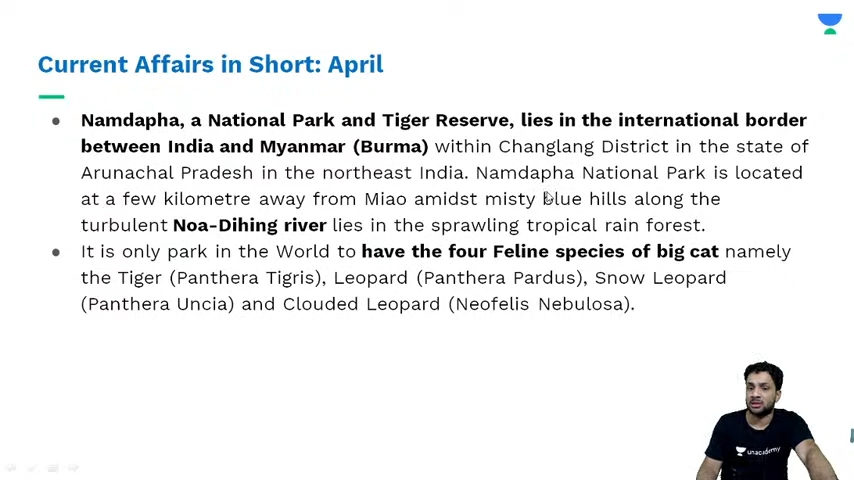 Current Affairs in Short: April
● Namdapha, a National Park and Tiger Reserve, lies in the international border
between India and Myanmar (Burma) within Changlang District in the state of
Arunachal Pradesh in the northeast India. Namdapha National Park is located
at a few kilometre away from Miao amidst misty blue hills along the
turbulent Noa-Dihing river lies in the sprawling tropical rain forest.
● It is only park in the World to have the four Feline species of big cat namely
the Tiger (Panthera Tigris), Leopard (Panthera Pardus), Snow Leopard
(Panthera Uncia) and Clouded Leopard (Neofelis Nebulosa).
unacademy